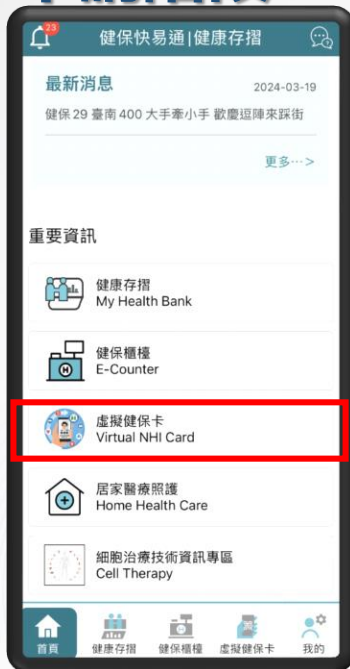 23
健保快易通|健康存摺
最新消息
2024-03-19
健保29 臺南400 大手牽小手 歡慶逗陣來踩街
更多…>
重要資訊
健康存摺
My Health Bank
健保櫃檯
E-Counter
虛擬健保卡
Virtual NHI Card
居家醫療照護
Home Health Care
細胞治療技術資訊專區
Cell Therapy
首頁 健康存摺 健保櫃檯 虛擬健保卡 我的